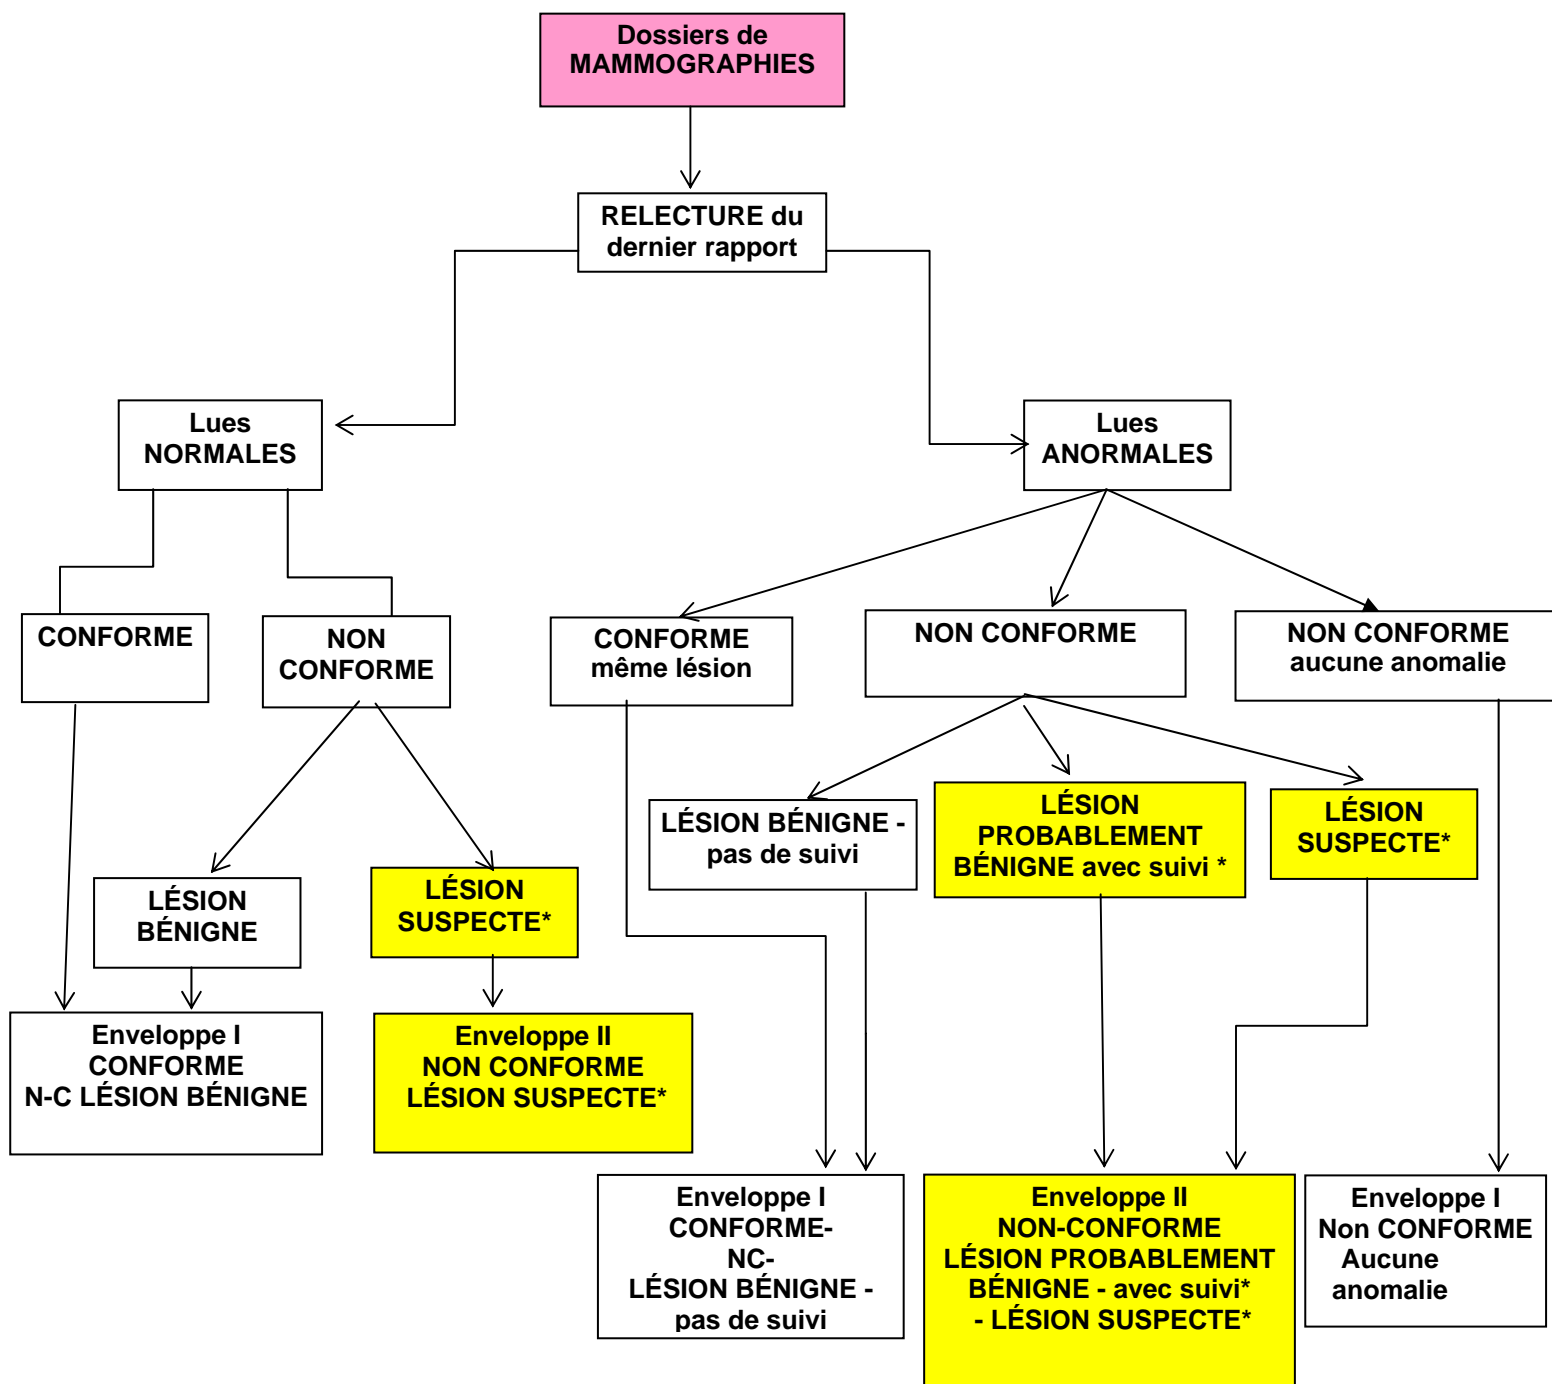 Dossiers de
MAMMOGRAPHIES
RELECTURE du
dernier rapport
Lues
NORMALES
Lues
ANORMALES
CONFORME
NON
CONFORME
CONFORME
même lésion
NON CONFORME
NON CONFORME
aucune anomalie
LÉSION
BÉNIGNE
LÉSION
SUSPECTE*
LÉSION BÉNIGNE -
pas de suivi
LÉSION
PROBABLEMENT
BÉNIGNE avec suivi *
LÉSION
SUSPECTE*
Enveloppe I
CONFORME
N-C LÉSION BÉNIGNE
Enveloppe II
NON CONFORME
LÉSION SUSPECTE*
Enveloppe I
CONFORME-
NC-
LÉSION BÉNIGNE -
pas de suivi
Enveloppe II
NON-CONFORME
LÉSION PROBABLEMENT
BÉNIGNE - avec suivi*
- LÉSION SUSPECTE*
Enveloppe I
Non CONFORME
Aucune
anomalie